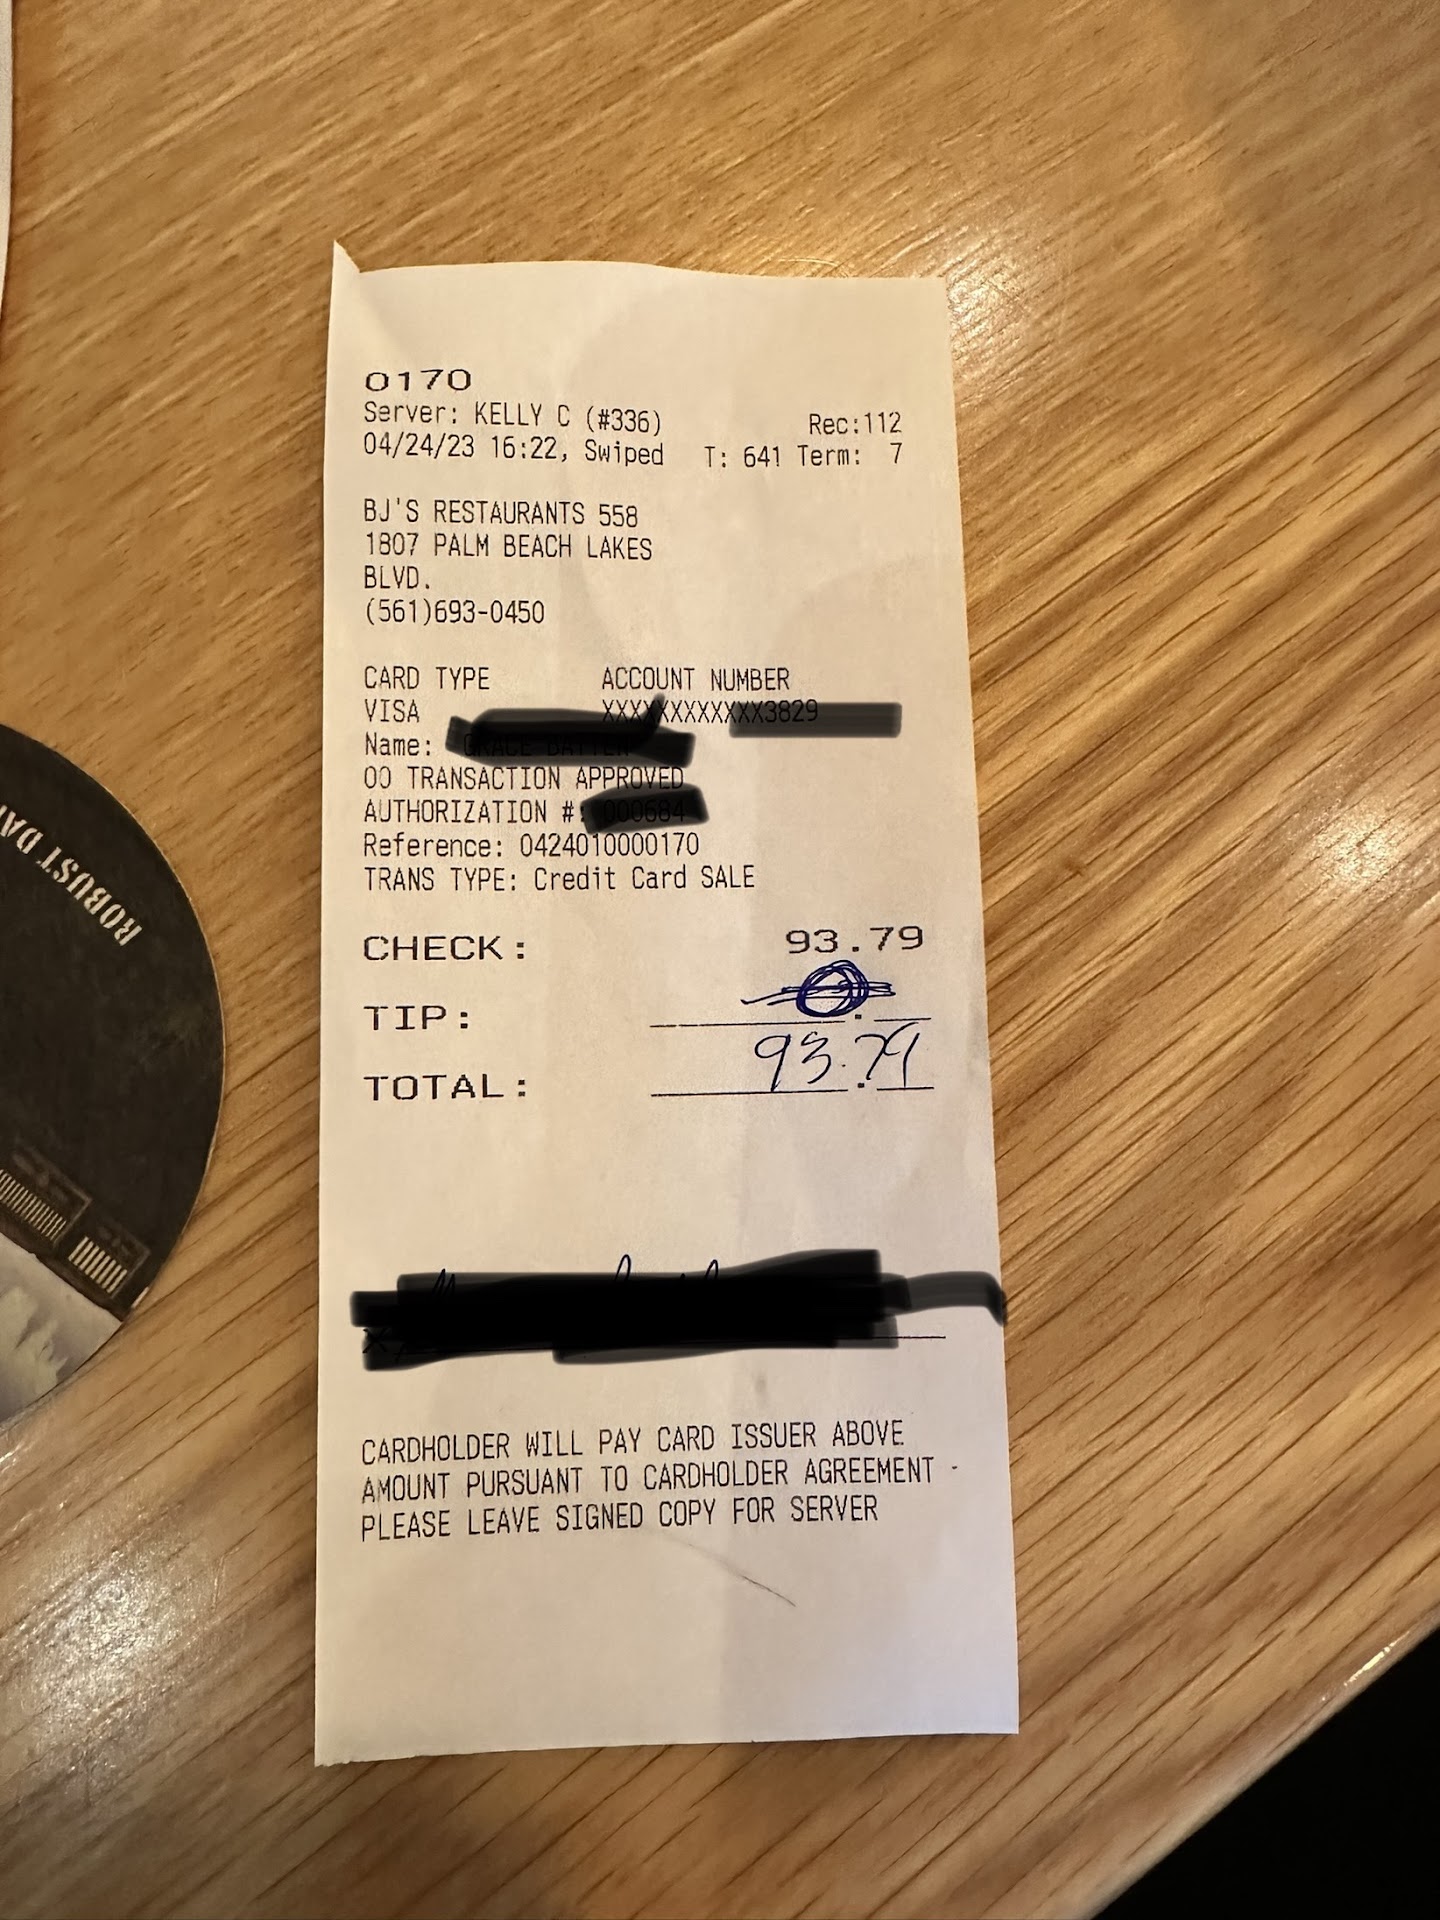 0170
Server: KELLY C (#336) Rec:112
04/24/23 16:22, Swiped T: 641 Term: 7
BJ'S RESTAURANTS 558
1807 PALM BEACH LAKES
BLVD.
(561)693-0450
CARD TYPE ACCOUNT NUMBER
VISA XXXXXXXXXXXX
Name:
00 TRANSACTION APPROVED
AUTHORIZATION #:
Reference: 0424010000170
TRANS TYPE: Credit Card SALE
CHECK: 93.79
TIP:
TOTAL: 93.79
X
CARDHOLDER WILL PAY CARD ISSUER ABOVE
AMOUNT PURSUANT TO CARDHOLDER AGREEMENT
PLEASE LEAVE SIGNED COPY FOR SERVER
ROBUST